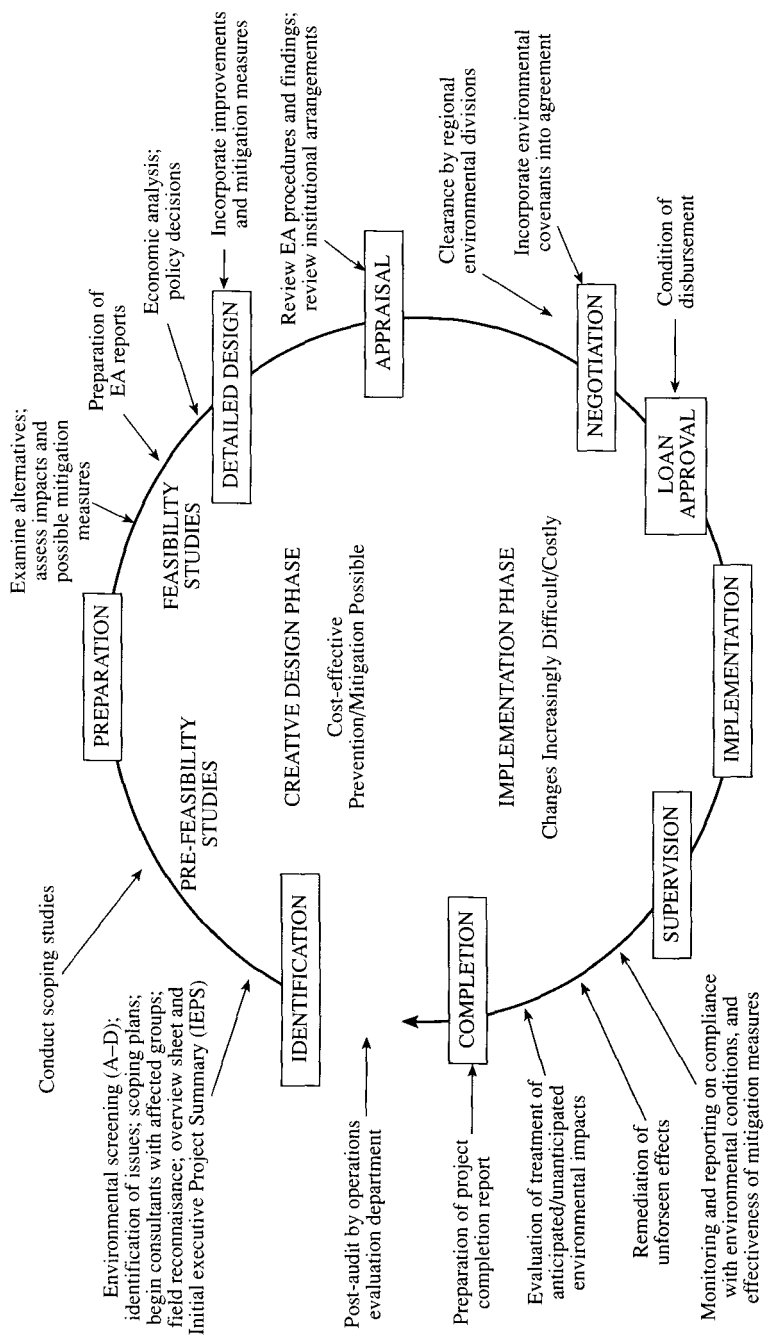 Conduct scoping studies
Environmental screening (A–D);
identification of issues; scoping plans;
begin consultants with affected groups;
field reconnaisance; overview sheet and
Initial executive Project Summary (IEPS)
IDENTIFICATION
PRE-FEASIBILITY
STUDIES
PREPARATION
Examine alternatives;
assess impacts and
possible mitigation
measures
FEASIBILITY
STUDIES
Preparation of
EA reports
Economic analysis;
policy decisions
DETAILED DESIGN
Incorporate improvements
and mitigation measures
Review EA procedures and findings;
review institutional arrangements
APPRAISAL
CREATIVE DESIGN PHASE
Cost-effective
Prevention/Mitigation Possible
IMPLEMENTATION PHASE
Changes Increasingly Difficult/Costly
Clearance by regional
environmental divisions
Incorporate environmental
covenants into agreement
NEGOTIATION
LOAN
APPROVAL
Condition of
disbursement
IMPLEMENTATION
SUPERVISION
Monitoring and reporting on compliance
with environmental conditions, and
effectiveness of mitigation measures
Remediation of
unforseen effects
Evaluation of treatment of
anticipated/unanticipated
environmental impacts
COMPLETION
Preparation of project
completion report
Post-audit by operations
evaluation department